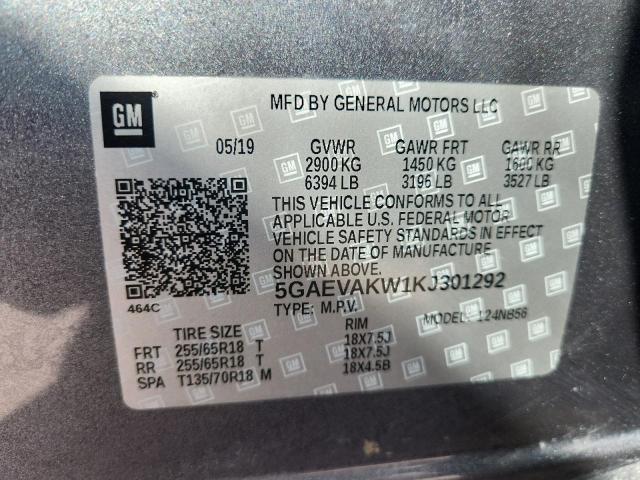 GM
MFD BY GENERAL MOTORS LLC
05/19 GVWR GAWR FRT GAWR RR
2900 KG 1450 KG 1600 KG
6394 LB 3196 LB 3527 LB
THIS VEHICLE CONFORMS TO ALL
APPLICABLE U.S. FEDERAL MOTOR
VEHICLE SAFETY STANDARDS IN EFFECT
ON THE DATE OF MANUFACTURE
SHOWN ABOVE.
5GAEVAKW1KJ301292
464C TYPE: M.P.V. MODEL: 124NB56
TIRE SIZE RIM
FRT 255/65R18 T 18X7.5J
RR 255/65R18 T 18X7.5J
SPA T135/70R18 M 18X4.5B